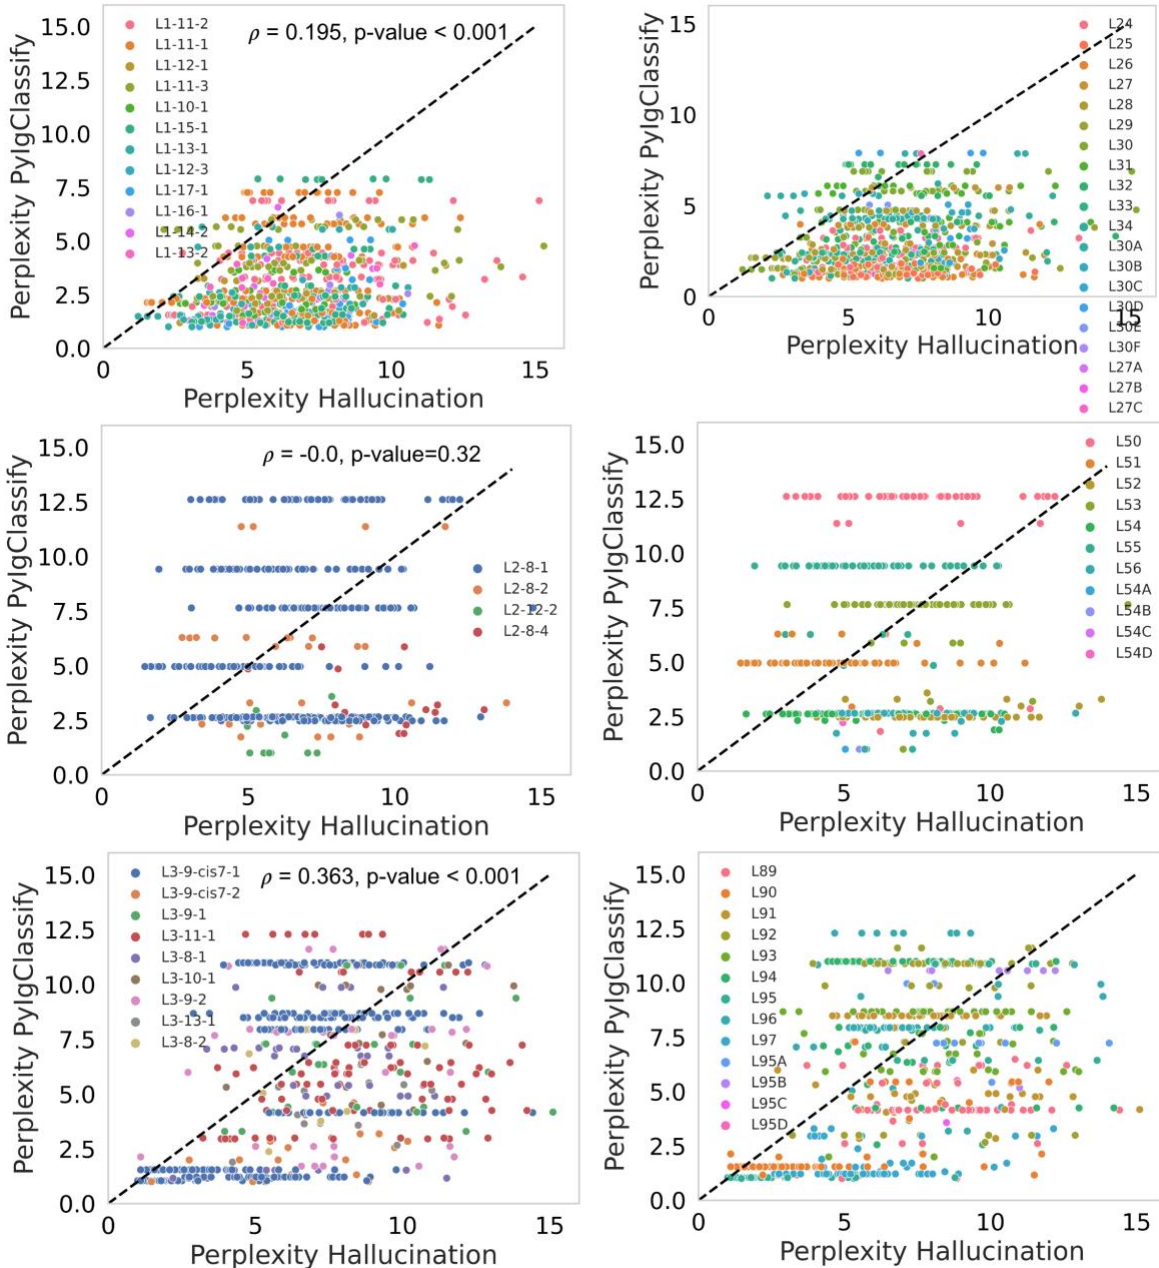 15.0
12.5
10.0
7.5
5.0
2.5
0.0
Perplexity PyIgClassify
L1-11-2
L1-11-1
L1-12-1
L1-11-3
L1-10-1
L1-15-1
L1-13-1
L1-12-3
L1-17-1
L1-16-1
L1-14-2
L1-13-2
ρ = 0.195, p-value < 0.001
0 5 10 15
Perplexity Hallucination
15
10
5
0
Perplexity PyIgClassify
L24
L25
L26
L27
L28
L29
L30
L31
L32
L33
L34
L30A
L30B
L30C
L30D
L30E
L30F
L27A
L27B
L27C
0 5 10 15
Perplexity Hallucination
15.0
12.5
10.0
7.5
5.0
2.5
0.0
Perplexity PyIgClassify
ρ = -0.0, p-value=0.32
L2-8-1
L2-8-2
L2-12-2
L2-8-4
0 5 10 15
Perplexity Hallucination
15.0
12.5
10.0
7.5
5.0
2.5
0.0
Perplexity PyIgClassify
L50
L51
L52
L53
L54
L55
L56
L54A
L54B
L54C
L54D
0 5 10 15
Perplexity Hallucination
15.0
12.5
10.0
7.5
5.0
2.5
0.0
Perplexity PyIgClassify
L3-9-cis7-1
L3-9-cis7-2
L3-9-1
L3-11-1
L3-8-1
L3-10-1
L3-9-2
L3-13-1
L3-8-2
ρ = 0.363, p-value < 0.001
0 5 10 15
Perplexity Hallucination
15.0
12.5
10.0
7.5
5.0
2.5
0.0
Perplexity PyIgClassify
L89
L90
L91
L92
L93
L94
L95
L96
L97
L95A
L95B
L95C
L95D
0 5 10 15
Perplexity Hallucination